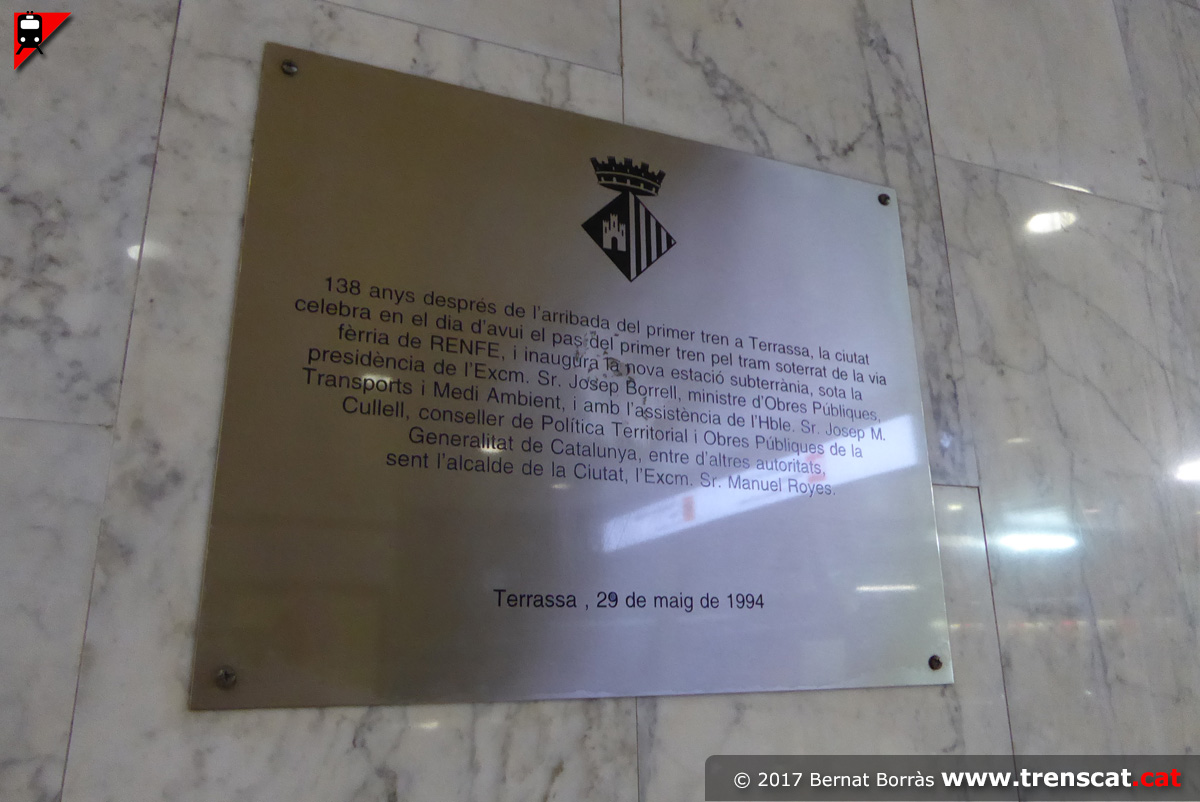 138 anys després de l'arribada del primer tren a Terrassa, la ciutat
celebra en el dia d'avui el pas del primer tren pel tram soterrat de la via
fèrria de RENFE, i inaugura la nova estació subterrània, sota la
presidència de l'Excm. Sr. Josep Borrell, ministre d'Obres Públiques,
Transports i Medi Ambient, i amb l'assistència de l'Hble. Sr. Josep M.
Cullell, conseller de Política Territorial i Obres Públiques de la
Generalitat de Catalunya, entre d'altres autoritats,
sent l'alcalde de la Ciutat, l'Excm. Sr. Manuel Royes.
Terrassa , 29 de maig de 1994
© 2017 Bernat Borràs www.trenscat.cat